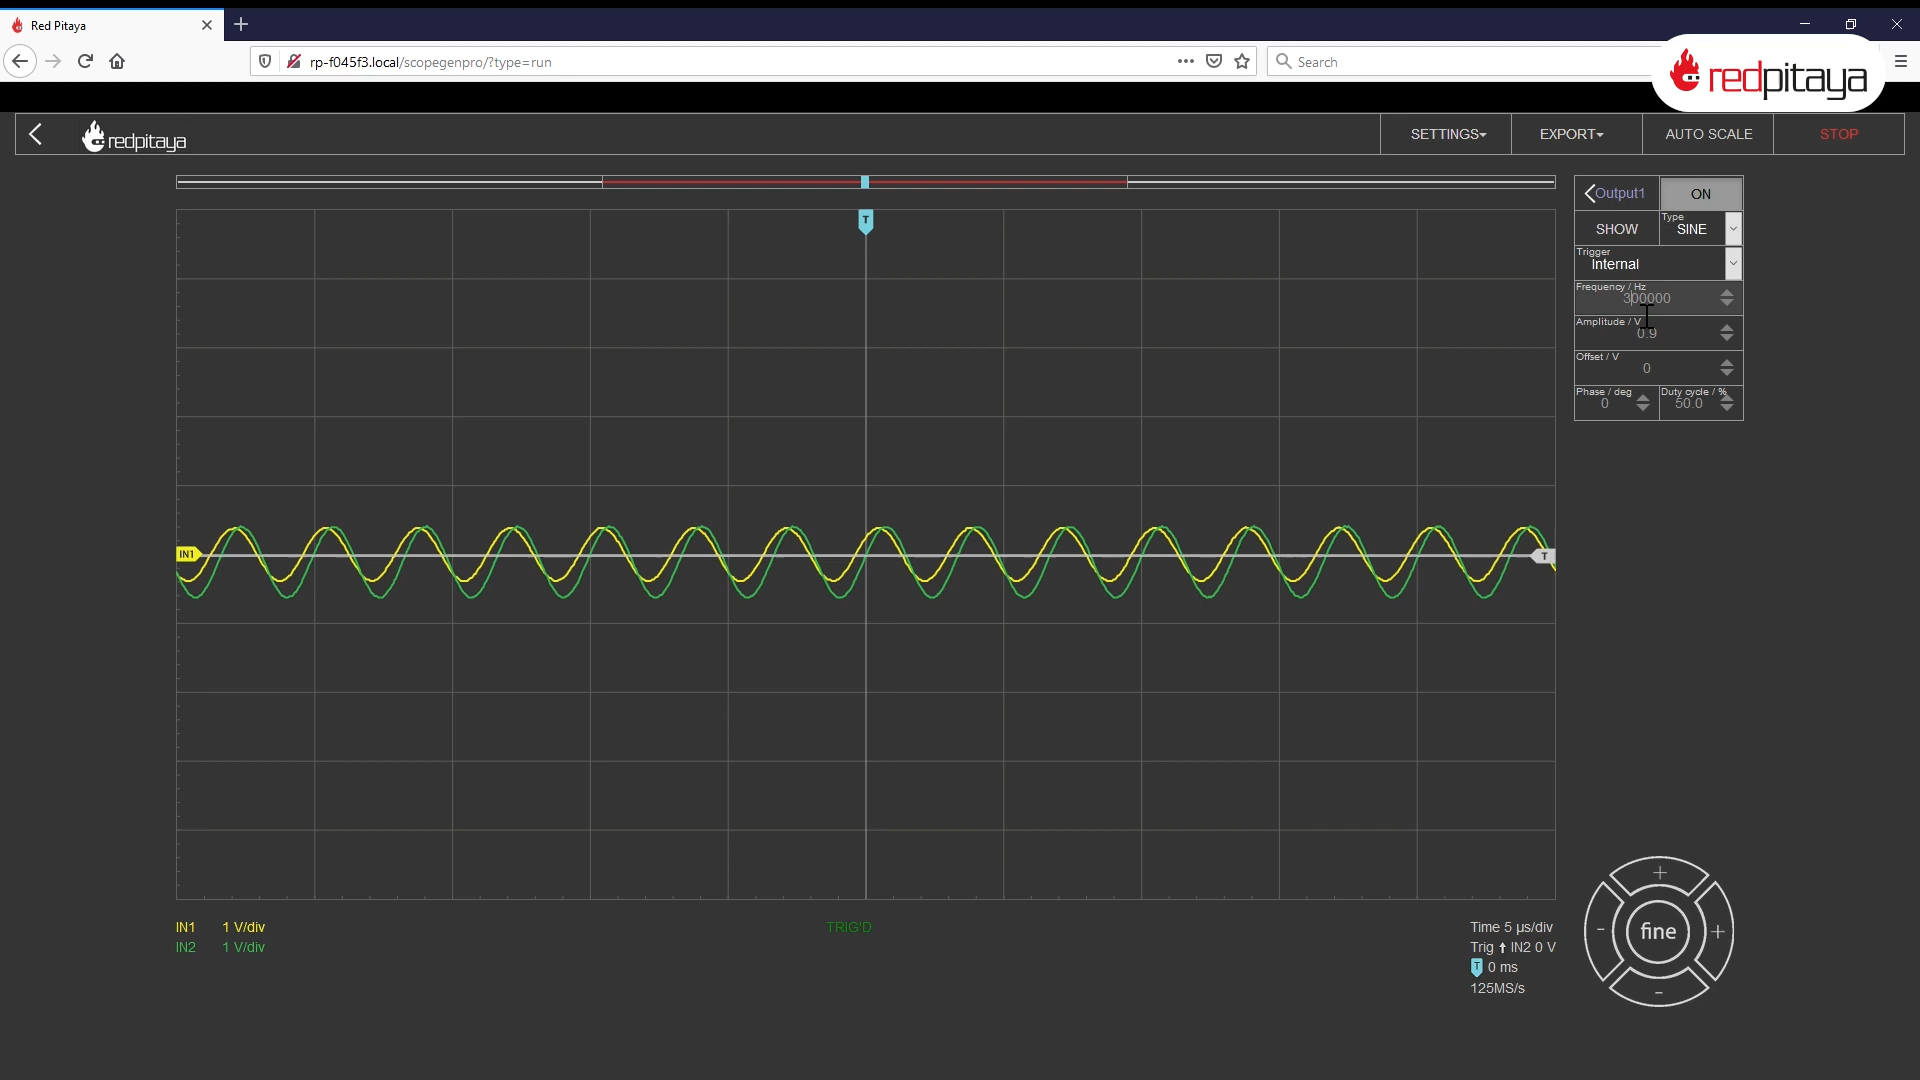 Red Pitaya
rp-f045f3.local/scopegenpro/?type=run
Search
redpitaya
redpitaya
SETTINGS
EXPORT
AUTO SCALE
STOP
Output1
ON
SHOW
Type
SINE
Trigger
Internal
Frequency / Hz
300000
Amplitude / V
0.9
Offset / V
0
Phase / deg
0
Duty cycle / %
50.0
T
IN1
T
IN1 1 V/div
IN2 1 V/div
TRIG'D
Time 5 µs/div
Trig IN2 0 V
T 0 ms
125MS/s
+
- fine +
-